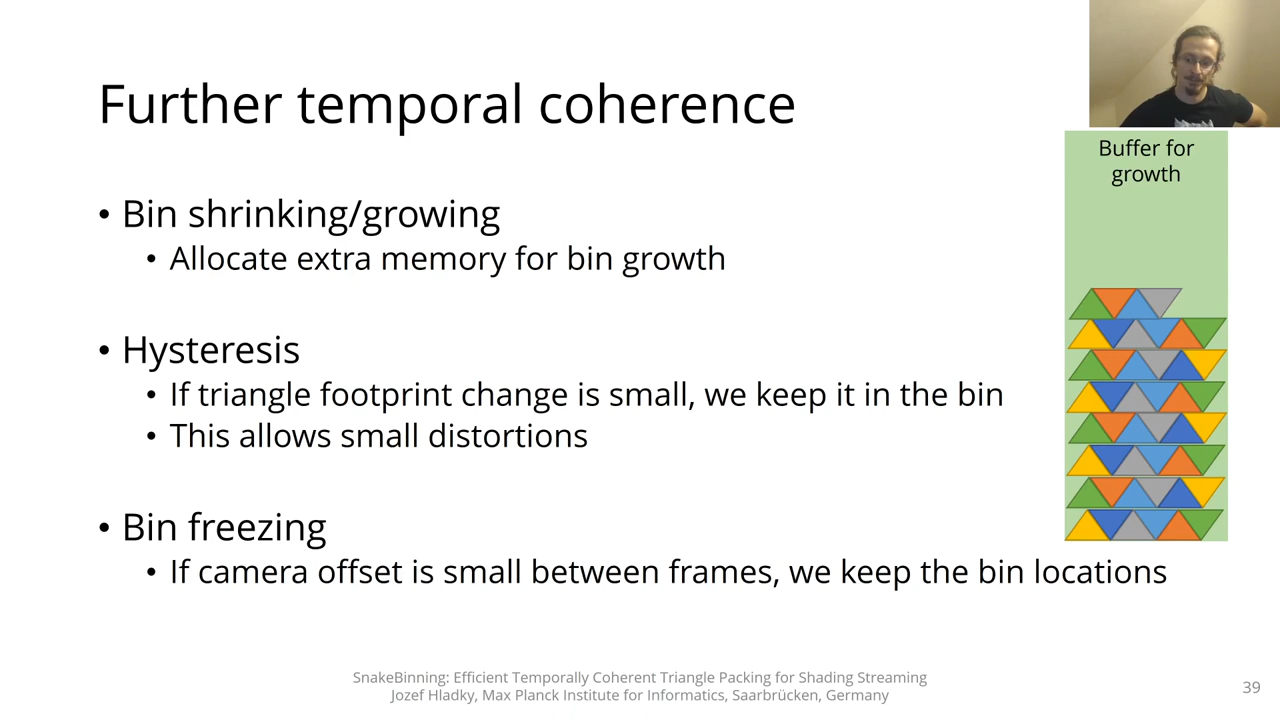 Further temporal coherence
Buffer for
growth
• Bin shrinking/growing
• Allocate extra memory for bin growth
• Hysteresis
• If triangle footprint change is small, we keep it in the bin
• This allows small distortions
• Bin freezing
• If camera offset is small between frames, we keep the bin locations
SnakeBinning: Efficient Temporally Coherent Triangle Packing for Shading Streaming
Jozef Hladky, Max Planck Institute for Informatics, Saarbrücken, Germany
39